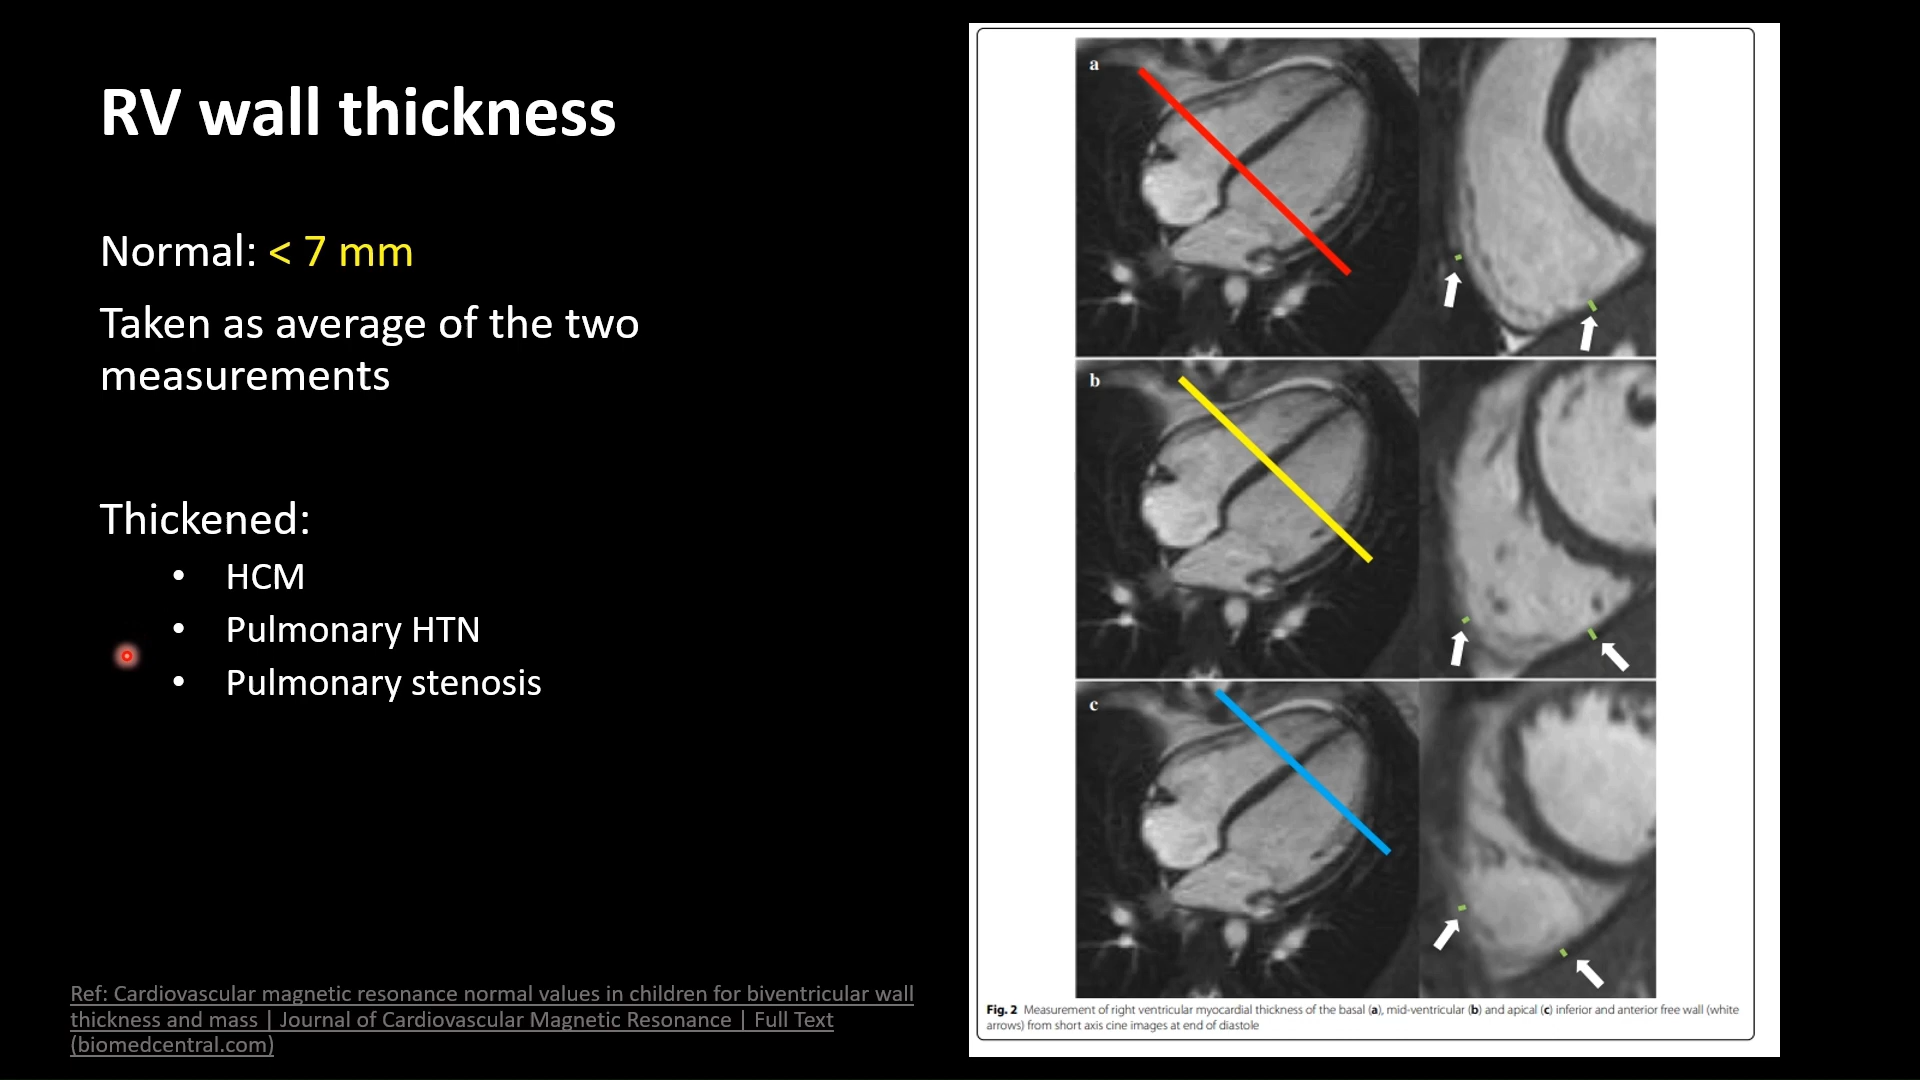 RV wall thickness
Normal: < 7 mm
Taken as average of the two
measurements
Thickened:
• HCM
• Pulmonary HTN
• Pulmonary stenosis
Ref: Cardiovascular magnetic resonance normal values in children for biventricular wall
thickness and mass | Journal of Cardiovascular Magnetic Resonance | Full Text
(biomedcentral.com)
a
b
c
Fig. 2 Measurement of right ventricular myocardial thickness of the basal (a), mid-ventricular (b) and apical (c) inferior and anterior free wall (white
arrows) from short axis cine images at end of diastole